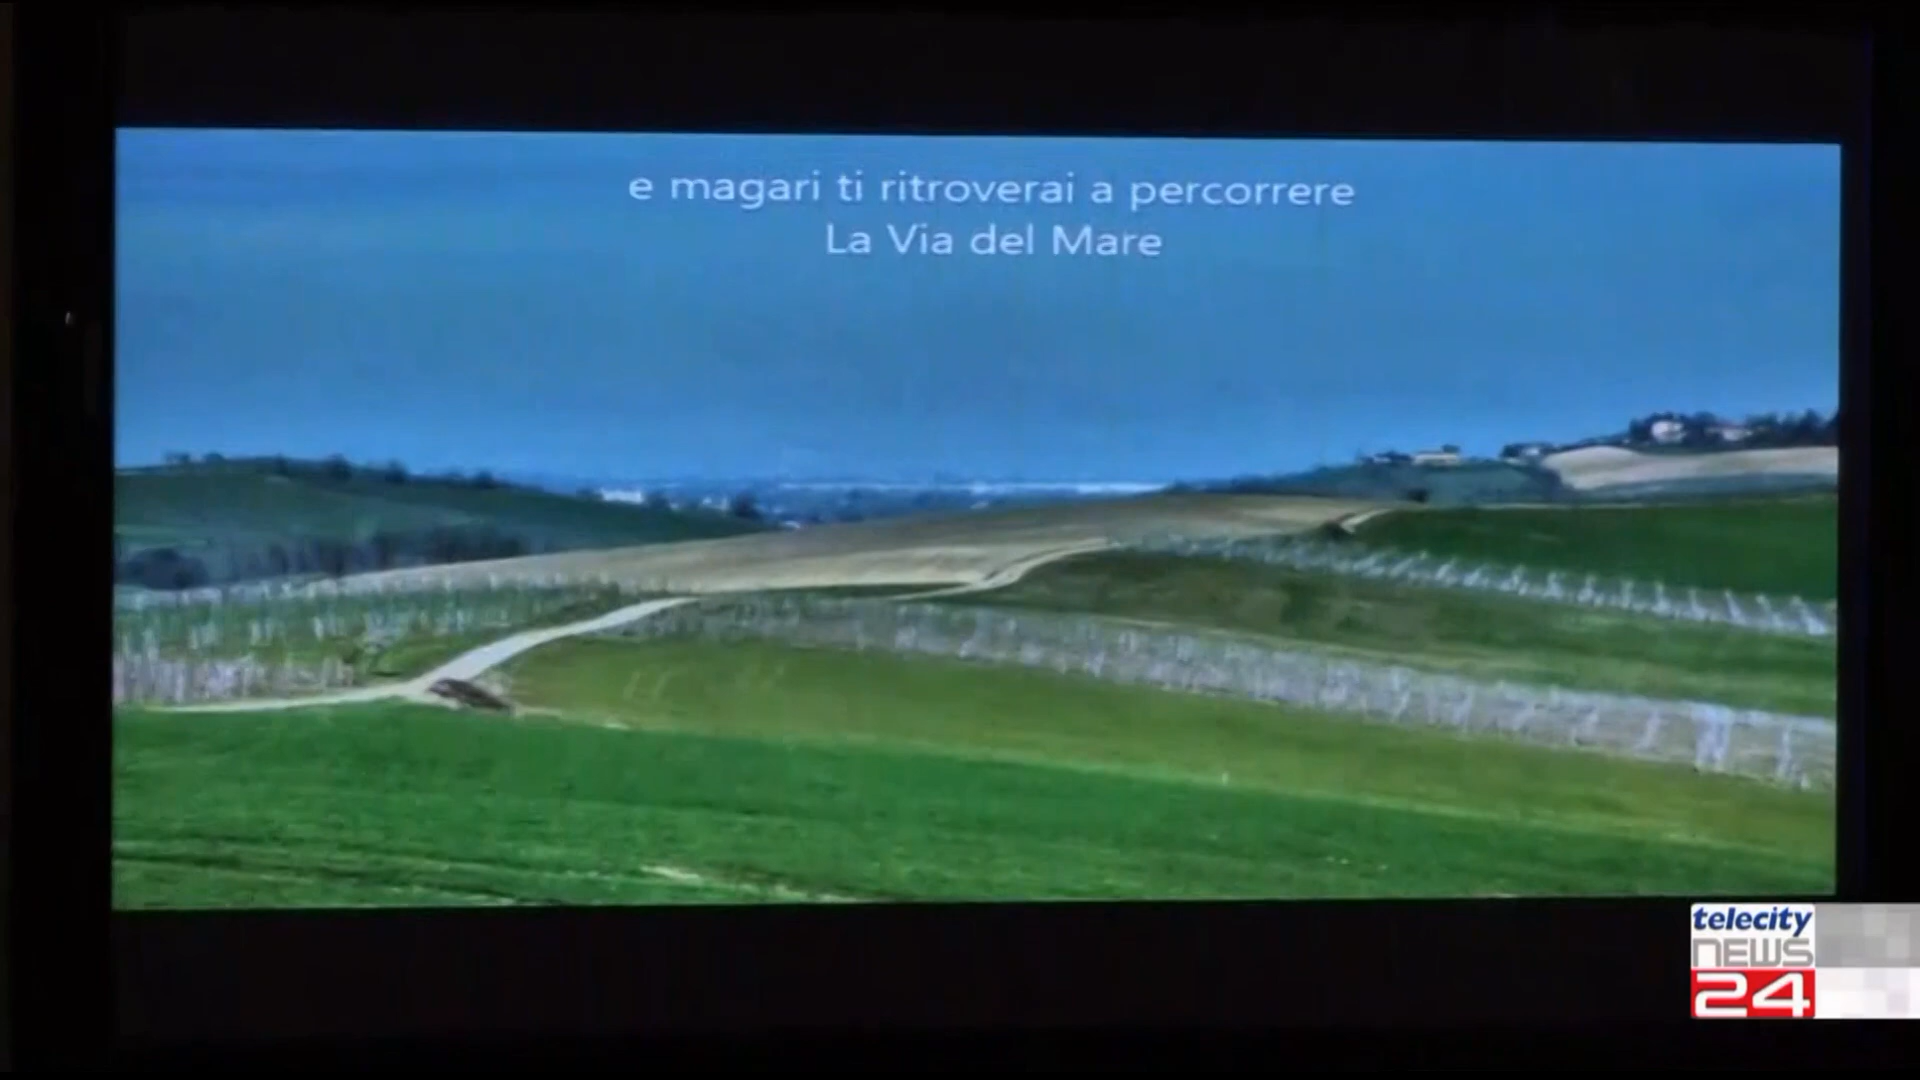 e magari ti ritroverai a percorrere
La Via del Mare
telecity
NEWS
24